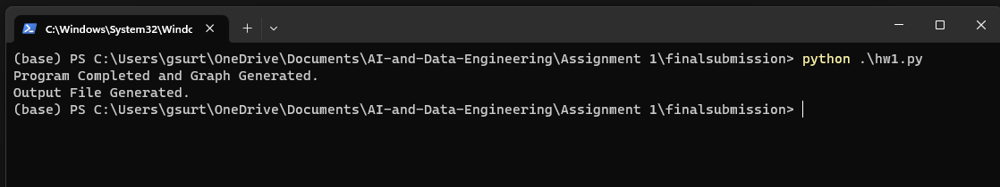 C:\Windows\System32\Windc
(base) PS C:\Users\gsurt\OneDrive\Documents\AI-and-Data-Engineering\Assignment 1\finalsubmission> python .\hw1.py
Program Completed and Graph Generated.
Output File Generated.
(base) PS C:\Users\gsurt\OneDrive\Documents\AI-and-Data-Engineering\Assignment 1\finalsubmission>